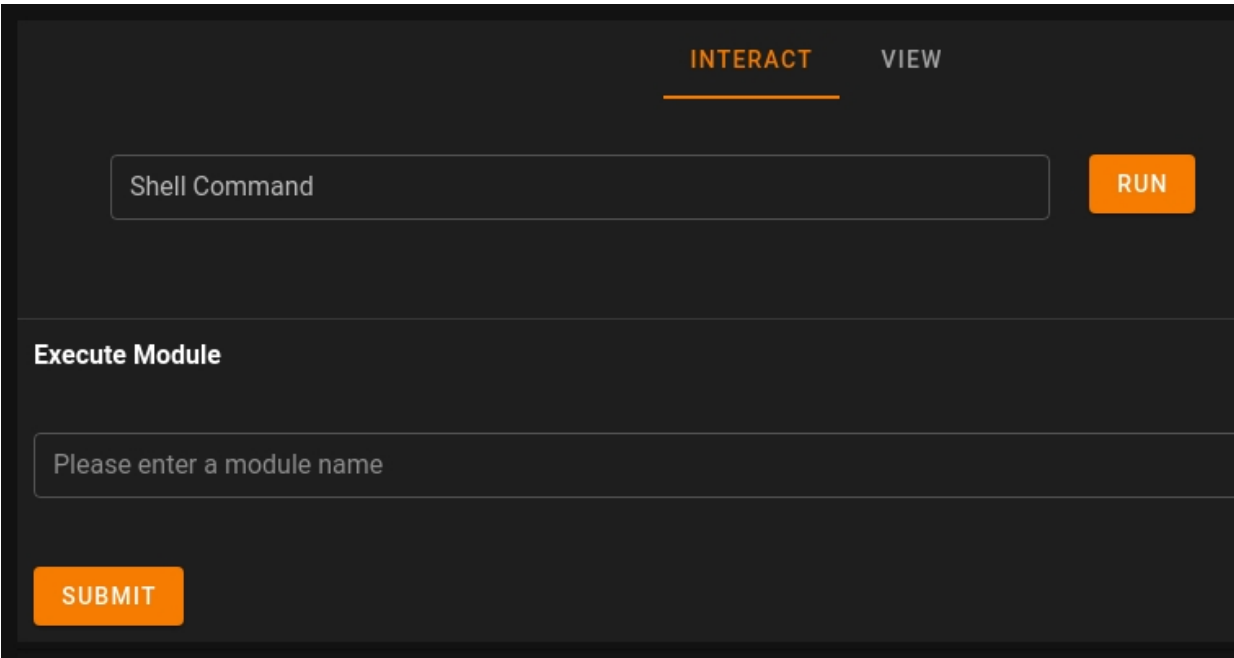 INTERACT VIEW
Shell Command RUN
Execute Module
Please enter a module name
SUBMIT